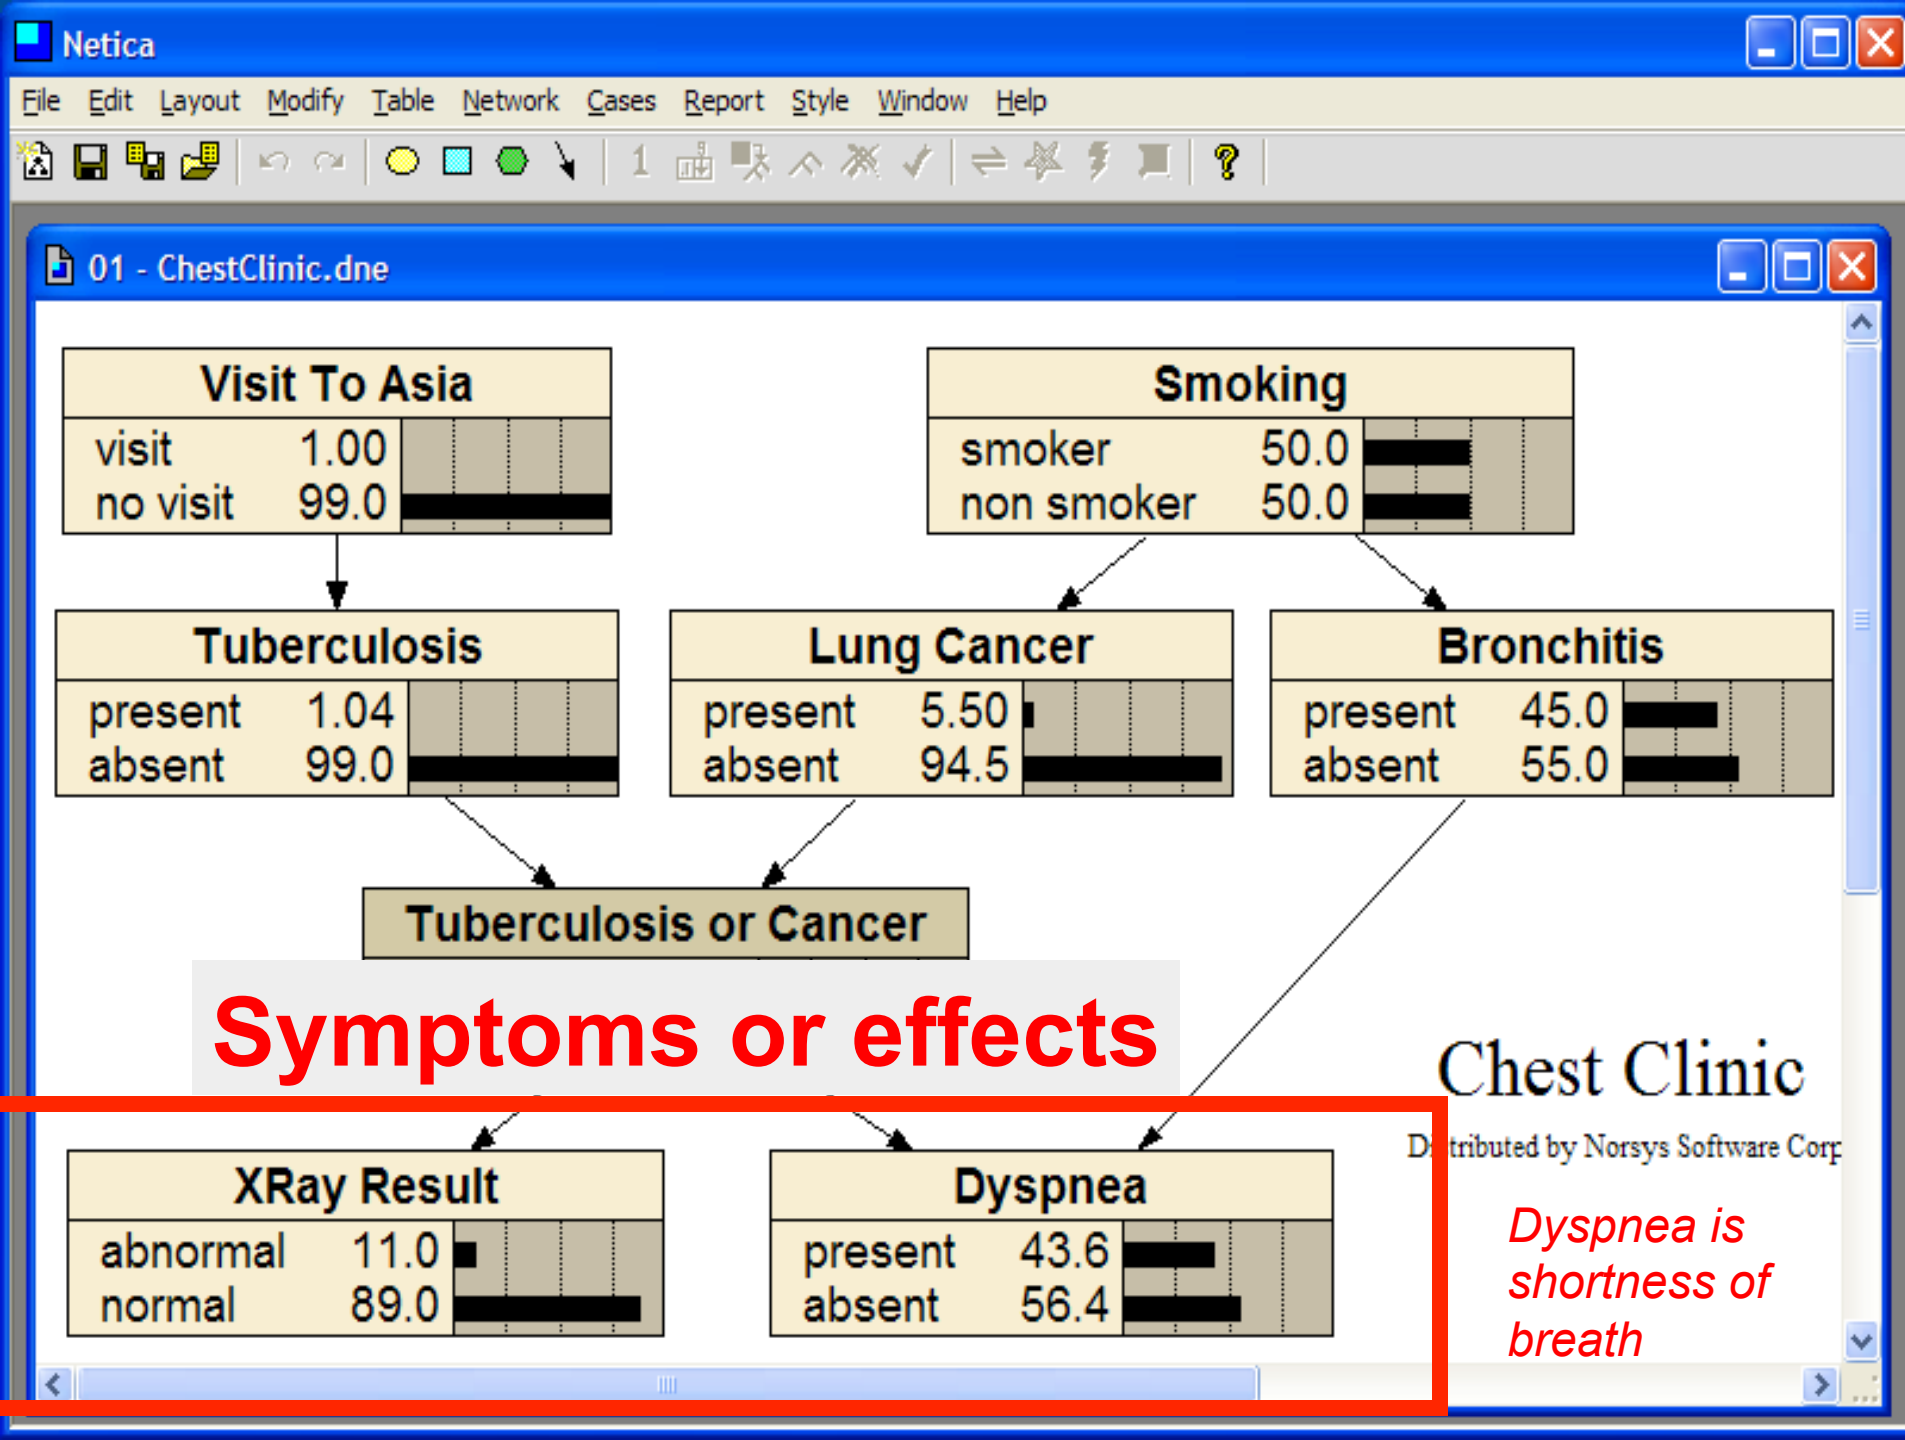 Netica
File Edit Layout Modify Table Network Cases Report Style Window Help
1
?
01 - ChestClinic.dne
Visit To Asia
visit 1.00
no visit 99.0
Smoking
smoker 50.0
non smoker 50.0
Tuberculosis
present 1.04
absent 99.0
Lung Cancer
present 5.50
absent 94.5
Bronchitis
present 45.0
absent 55.0
Tuberculosis or Cancer
Symptoms or effects
Chest Clinic
by Norsys Software Corp
XRay Result
abnormal 11.0
normal 89.0
Dyspnea
present 43.6
absent 56.4
Dyspnea is
shortness of
breath